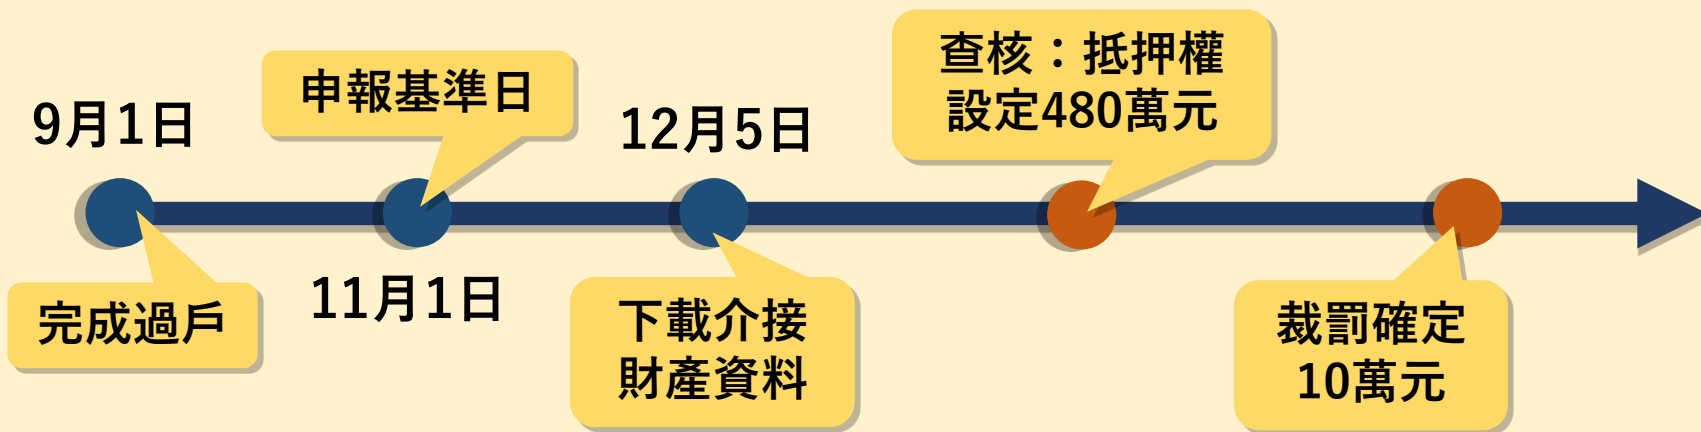 9月1日
完成過戶
申報基準日
11月1日
12月5日
下載介接
財產資料
查核：抵押權
設定480萬元
裁罰確定
10萬元